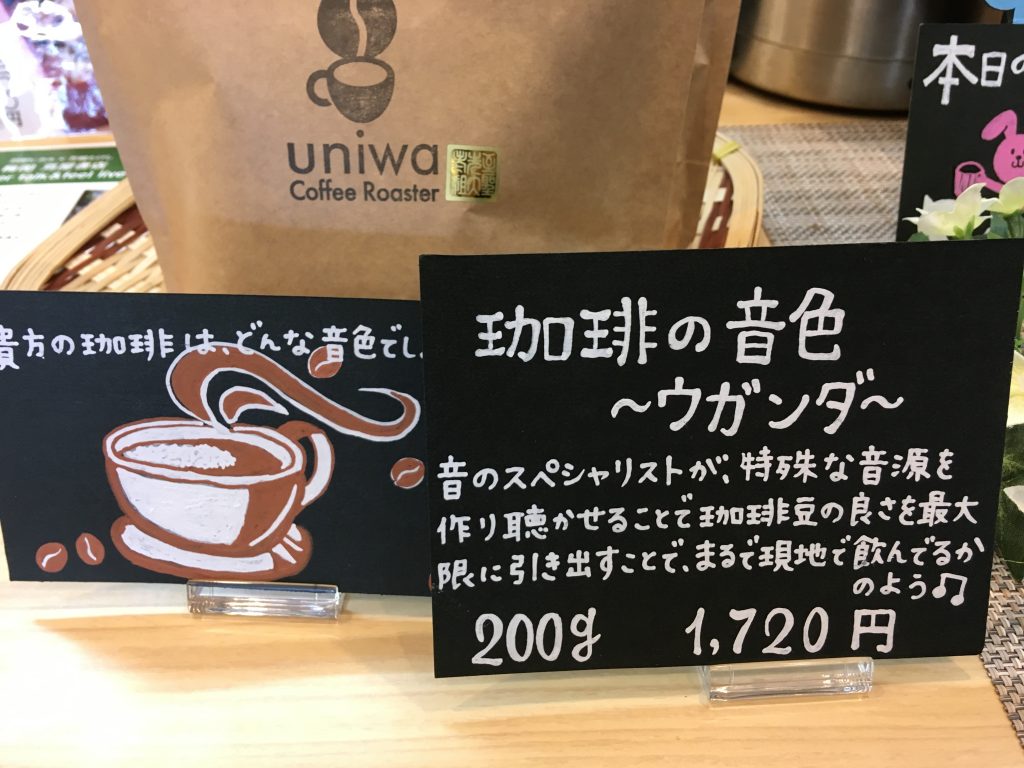 uniwa
Coffee Roaster
本日の
貴方の珈琲は、どんな音色でし
珈琲の音色
～ウガンダ～
音のスペシャリストが、特殊な音源を
作り聴かせることで珈琲豆の良さを最大
限に引き出すことで、まるで現地で飲んでるか
のよう♫
200g 1,720円